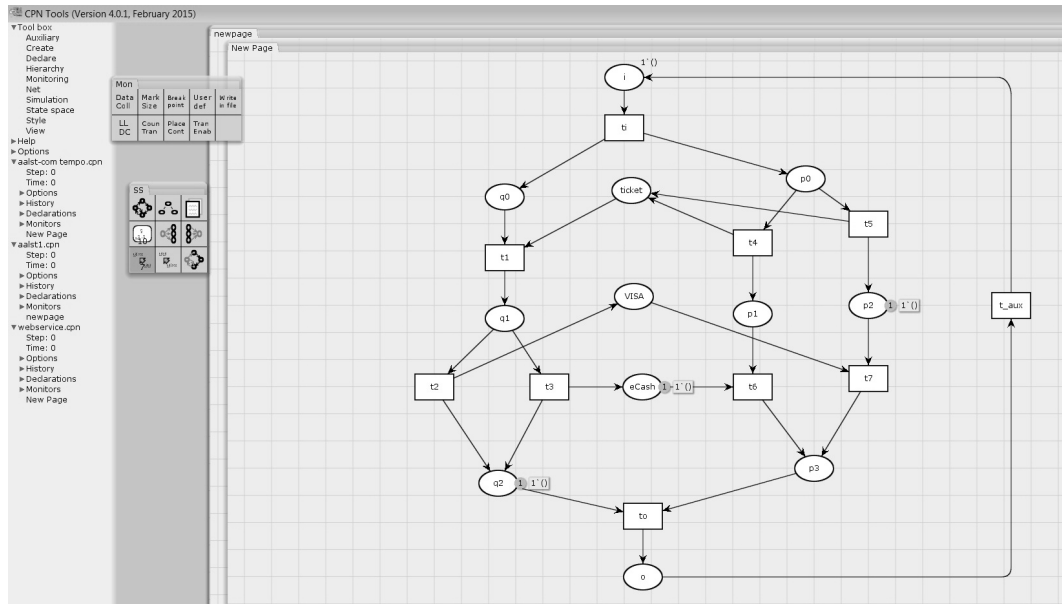 CPN Tools (Version 4.0.1, February 2015)
Tool box
Auxiliary
Create
Declare
Hierarchy
Monitoring
Net
Simulation
State space
Style
View
Help
Options
aalst-com tempo.cpn
Step: 0
Time: 0
Options
History
Declarations
Monitors
New Page
aalst1.cpn
Step: 0
Time: 0
Options
History
Declarations
Monitors
newpage
webservice.cpn
Step: 0
Time: 0
Options
History
Declarations
Monitors
New Page
Mon
Data Coll
Mark Size
Break point
User def
Write in file
LL DC
Coun Tran
Place Cont
Tran Enab
SS
newpage
New Page
1`()
i
ti
p0
q0
ticket
t5
t4
t1
VISA
p2 1 1`()
t_aux
p1
q1
t7
t2
t3
eCash 1 1`()
t6
p3
q2 1 1`()
to
o